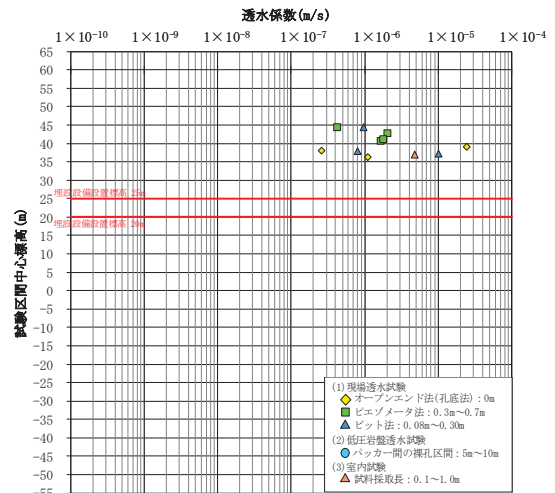 透水係数(m/s)
1×10⁻¹⁰ 1×10⁻⁹ 1×10⁻⁸ 1×10⁻⁷ 1×10⁻⁶ 1×10⁻⁵ 1×10⁻⁴
試験区間中心標高(m)
65
60
55
50
45
40
35
30
25
20
15
10
5
0
−5
−10
−15
−20
−25
−30
−35
−40
−45
−50
−55
埋設設備設置標高 25m
埋設設備設置標高 20m
(1)現場透水試験
オープンエンド法(孔底法)：0m
ピエゾメータ法：0.3m～0.7m
ピット法：0.08m～0.30m
(2)低圧岩盤透水試験
パッカー間の裸孔区間：5m～10m
(3)室内試験
試料採取長：0.1～1.0m